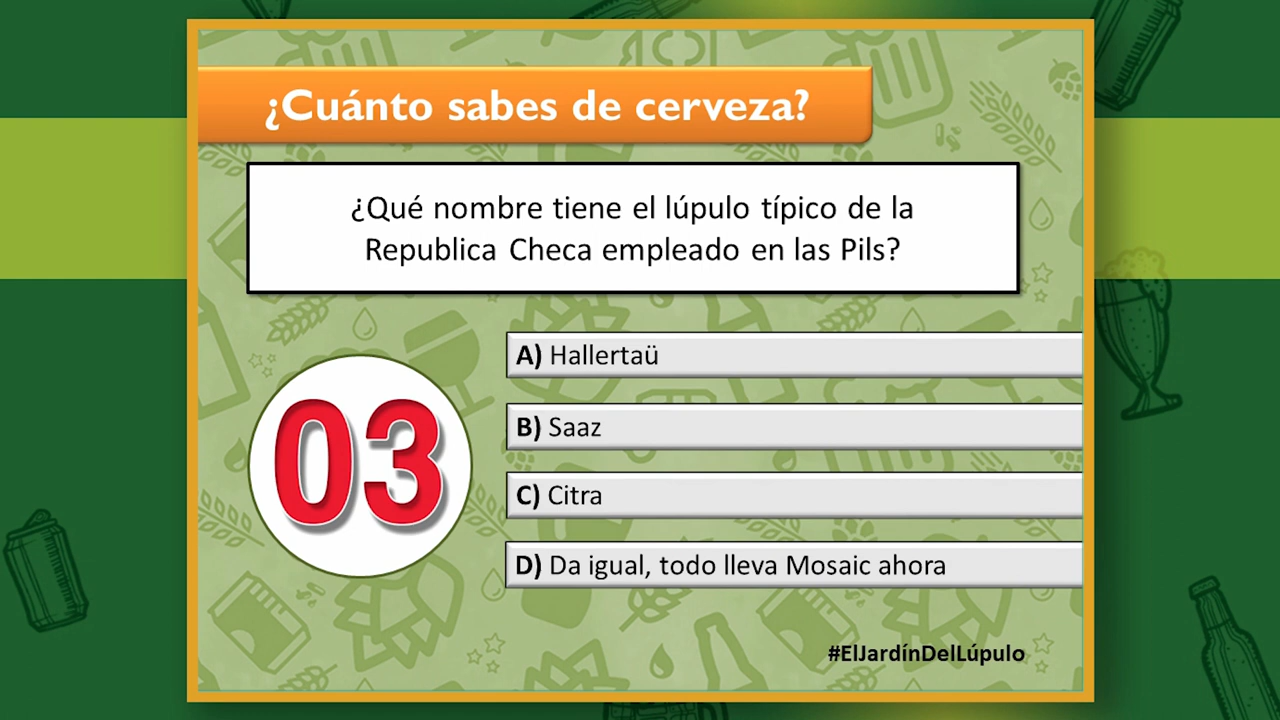 ¿Cuánto sabes de cerveza?
¿Qué nombre tiene el lúpulo típico de la
Republica Checa empleado en las Pils?
03
A) Hallertaü
B) Saaz
C) Citra
D) Da igual, todo lleva Mosaic ahora
#ElJardínDelLúpulo